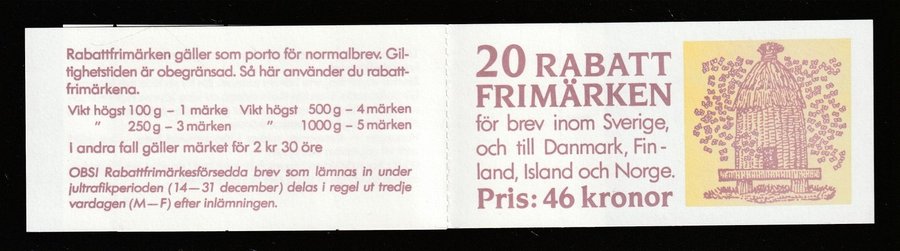 Rabattfrimärken gäller som porto för normalbrev. Gil-
tighetstiden är obegränsad. Så här använder du rabatt-
frimärkena.
Vikt högst 100 g – 1 märke Vikt högst 500 g – 4 märken
" 250 g – 3 märken " 1000 g – 5 märken
I andra fall gäller märket för 2 kr 30 öre
OBS! Rabattfrimärkesförsedda brev som lämnas in under
jultrafikperioden (14—31 december) delas i regel ut tredje
vardagen (M—F) efter inlämningen.
20 RABATT
FRIMÄRKEN
för brev inom Sverige,
och till Danmark, Fin-
land, Island och Norge.
Pris: 46 kronor